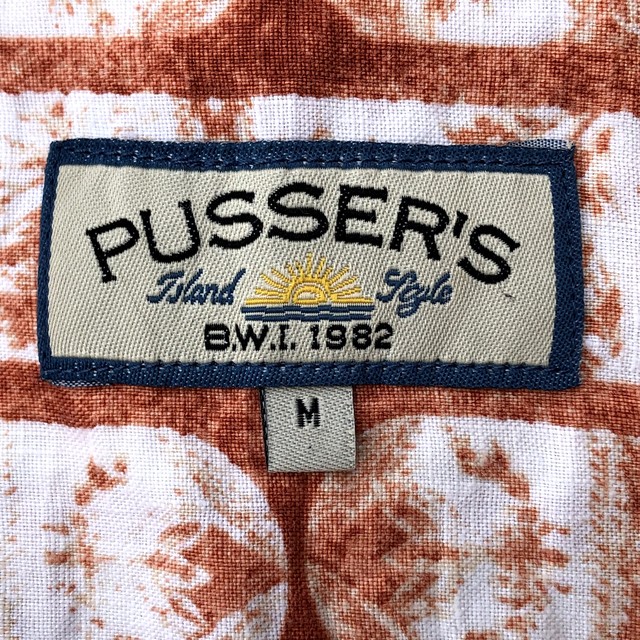 PUSSER'S
Island Style
B.W.I. 1982
M